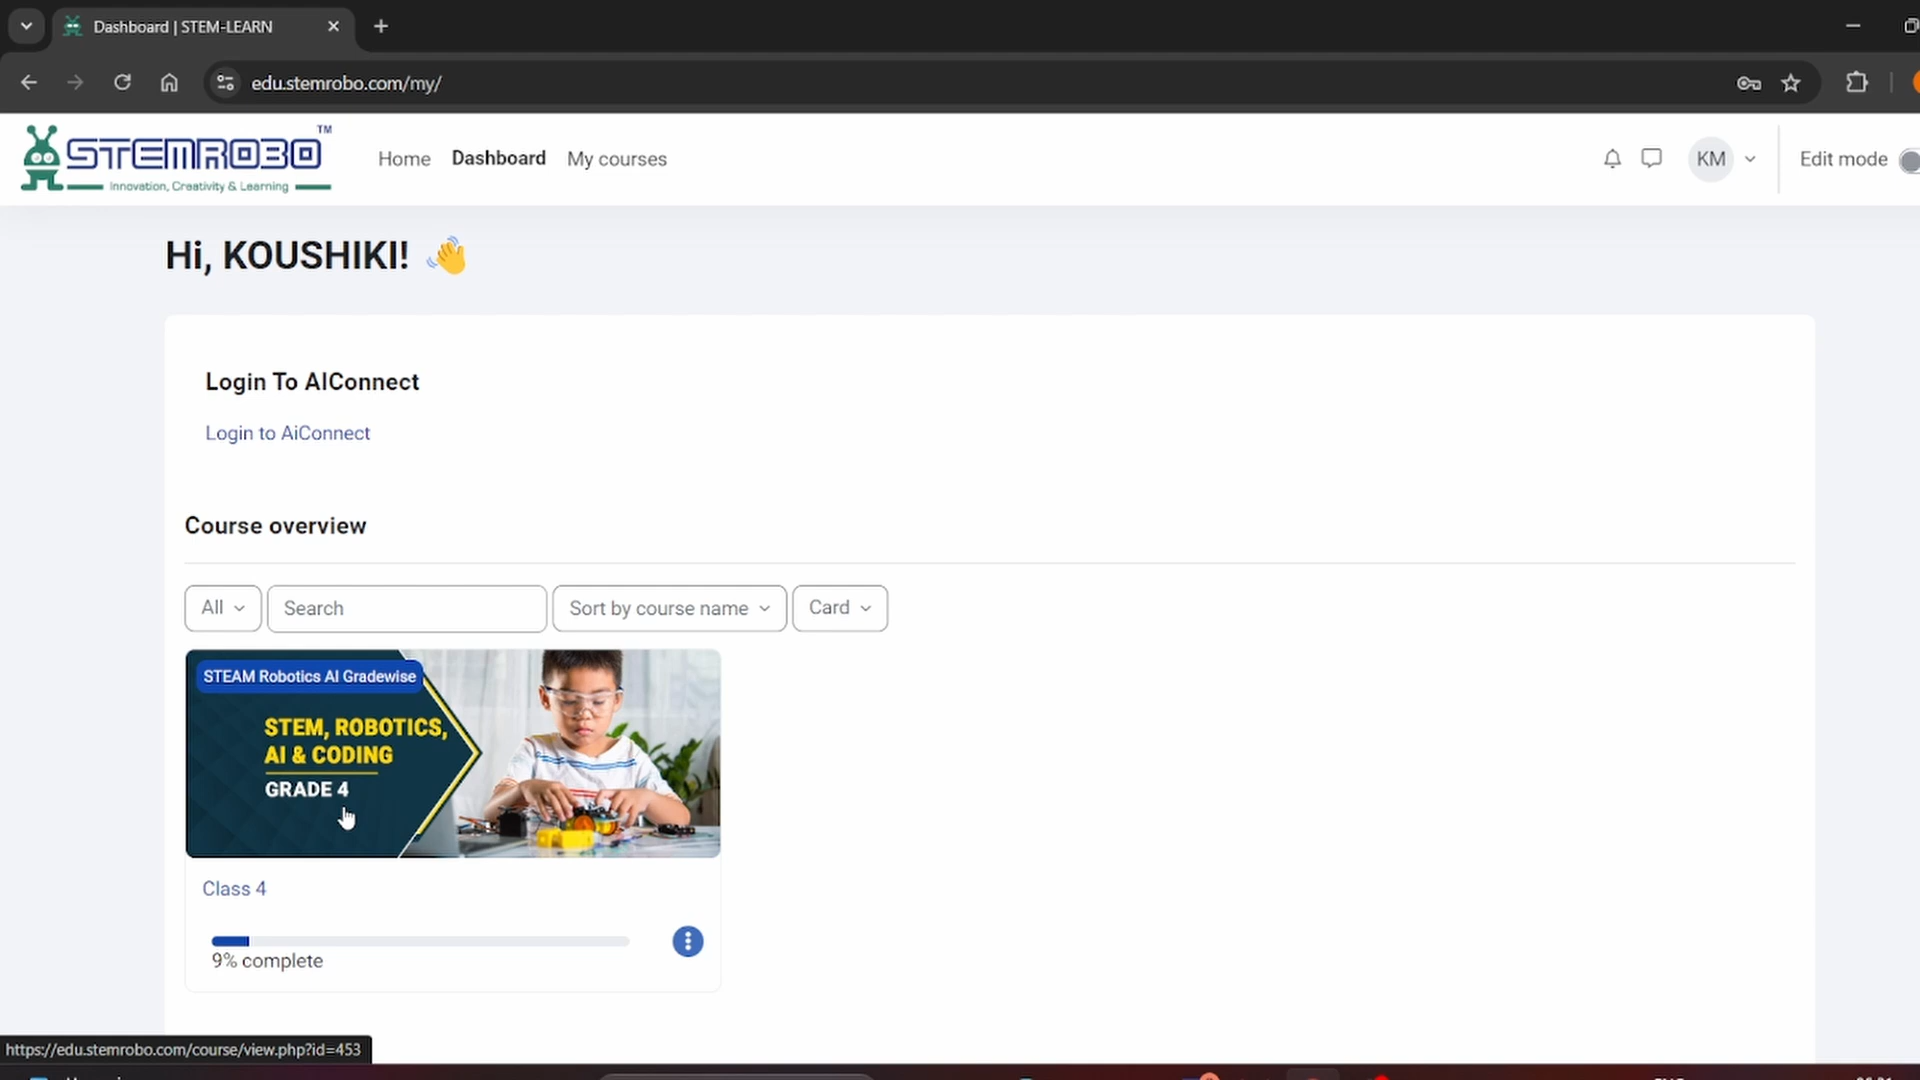 Dashboard | STEM-LEARN
edu.stemrobo.com/my/
STEMROBO TM
Innovation, Creativity & Learning
Home Dashboard My courses
KM
Edit mode
Hi, KOUSHIKI! 👋
Login To AIConnect
Login to AiConnect
Course overview
All
Search
Sort by course name
Card
STEAM Robotics AI Gradewise
STEM, ROBOTICS,
AI & CODING
GRADE 4
Class 4
9% complete
https://edu.stemrobo.com/course/view.php?id=453